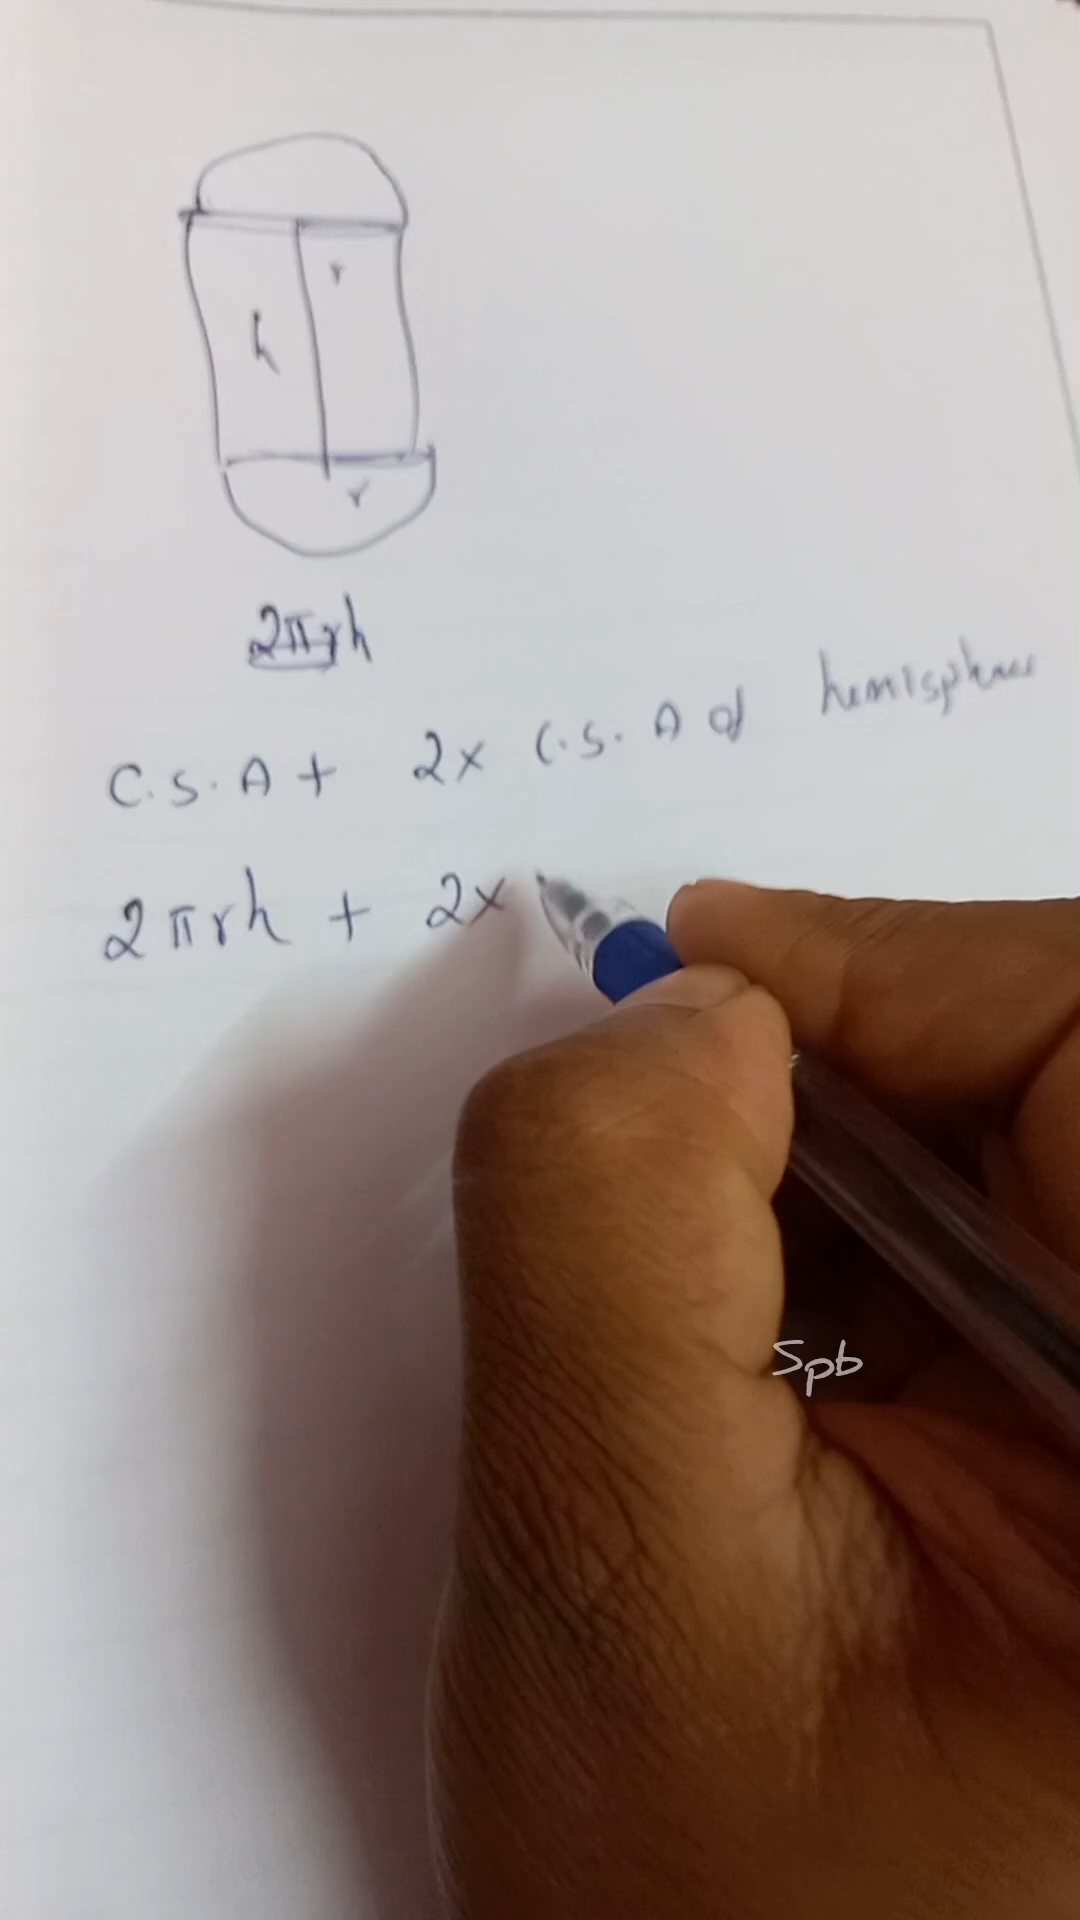 r
h
r
2πrh
C.S.A + 2x C.S.A of hemisphere
2πrh + 2x
Spb